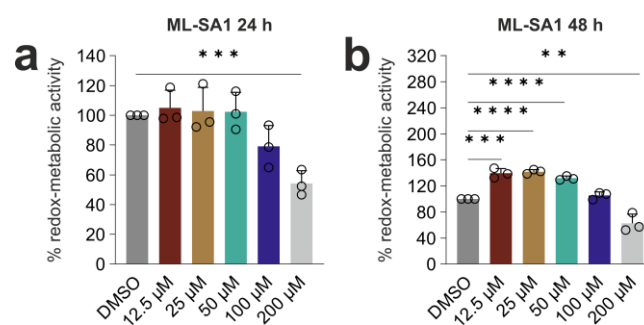 ML-SA1 24 h
a
% redox-metabolic activity
140
120
100
80
60
40
20
0
* * *
DMSO
12.5 µM
25 µM
50 µM
100 µM
200 µM
ML-SA1 48 h
b
% redox-metabolic activity
320
280
240
200
160
120
80
40
0
* *
* * * *
* * * *
* * *
DMSO
12.5 µM
25 µM
50 µM
100 µM
200 µM